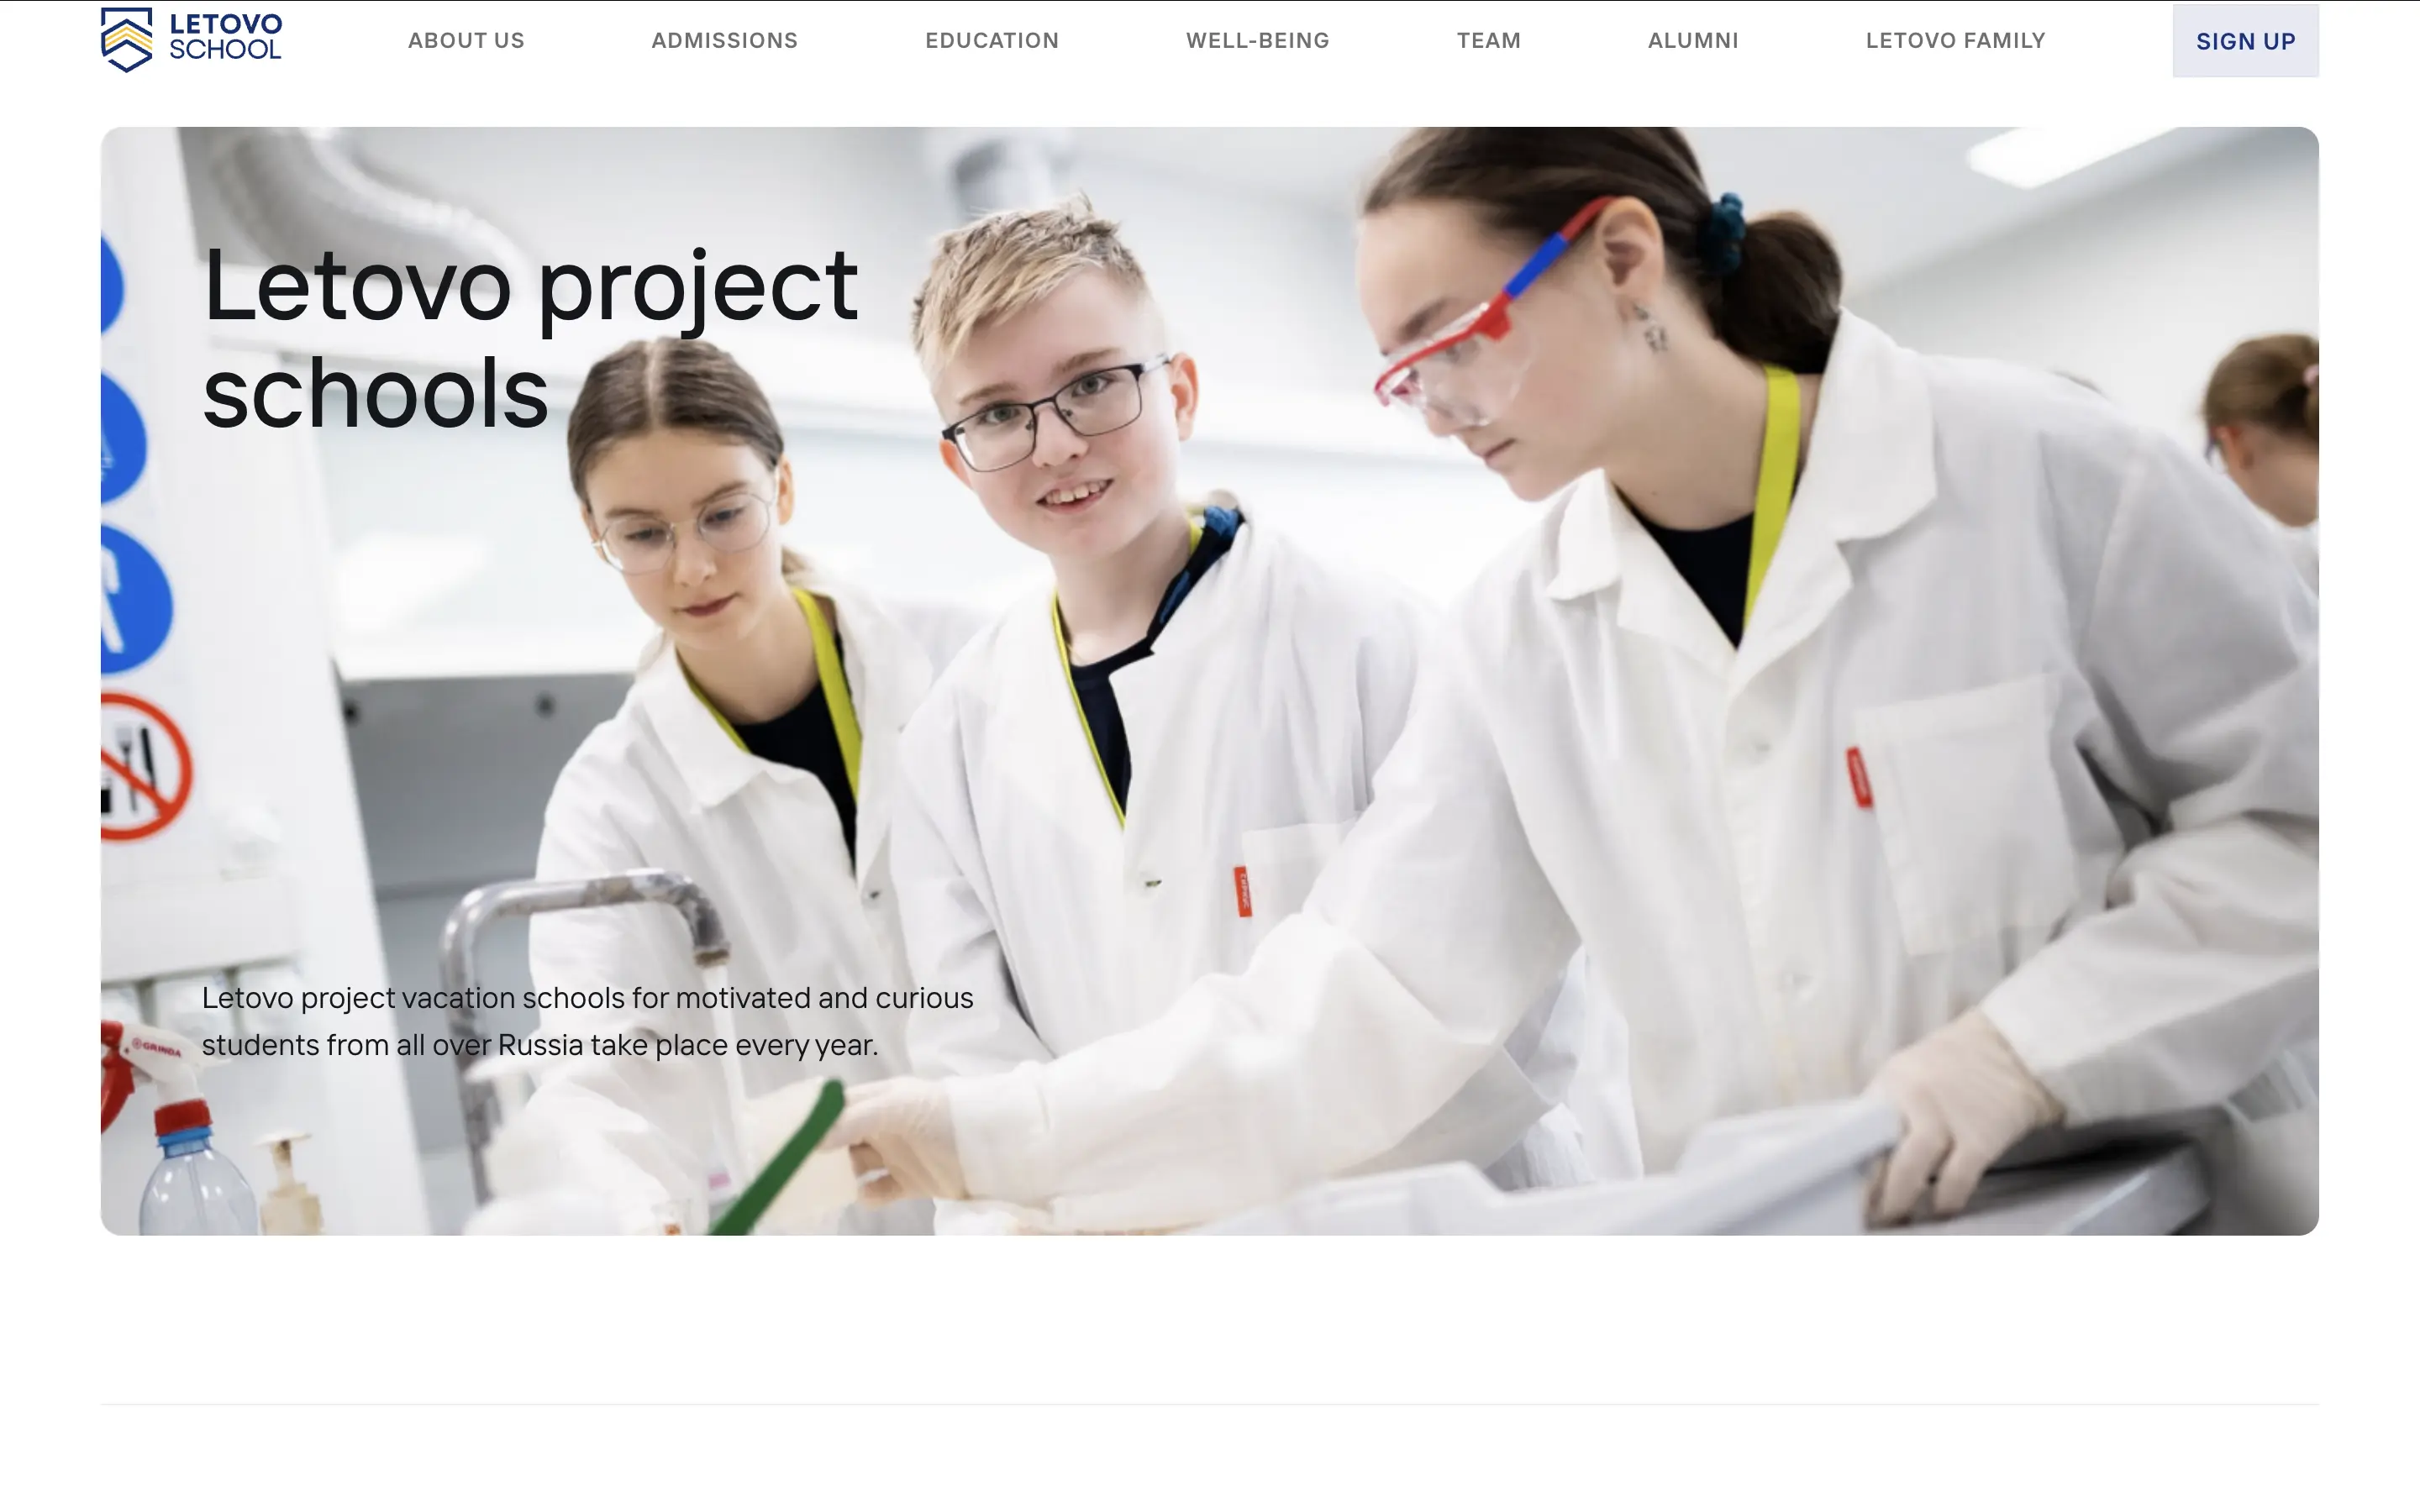 LETOVO
SCHOOL
ABOUT US
ADMISSIONS
EDUCATION
WELL-BEING
TEAM
ALUMNI
LETOVO FAMILY
SIGN UP
Letovo project
schools
Letovo project vacation schools for motivated and curious
students from all over Russia take place every year.
GRINDA